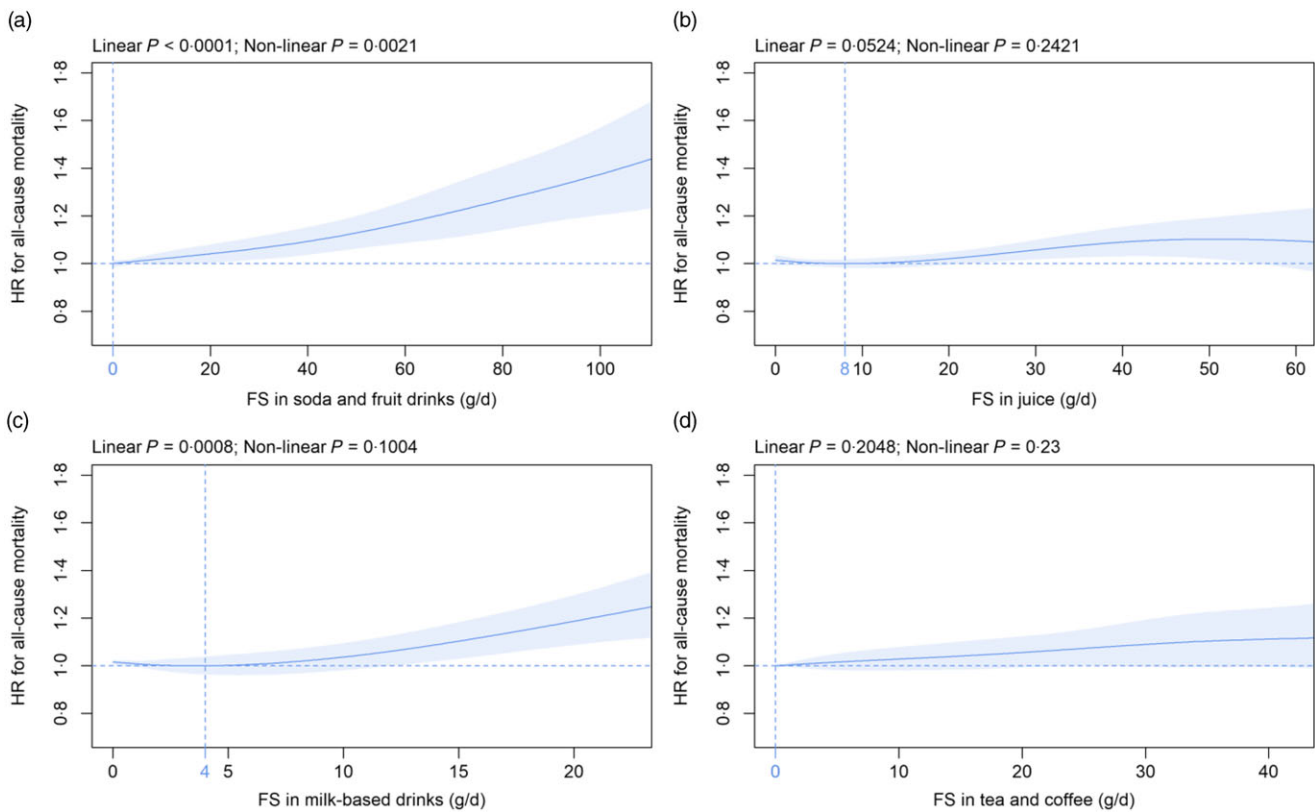 (a)
Linear P < 0·0001; Non-linear P = 0·0021
HR for all-cause mortality
1·8
1·6
1·4
1·2
1·0
0·8
0 20 40 60 80 100
FS in soda and fruit drinks (g/d)
(b)
Linear P = 0·0524; Non-linear P = 0·2421
HR for all-cause mortality
1·8
1·6
1·4
1·2
1·0
0·8
0 8 10 20 30 40 50 60
FS in juice (g/d)
(c)
Linear P = 0·0008; Non-linear P = 0·1004
HR for all-cause mortality
1·8
1·6
1·4
1·2
1·0
0·8
0 4 5 10 15 20
FS in milk-based drinks (g/d)
(d)
Linear P = 0·2048; Non-linear P = 0·23
HR for all-cause mortality
1·8
1·6
1·4
1·2
1·0
0·8
0 10 20 30 40
FS in tea and coffee (g/d)